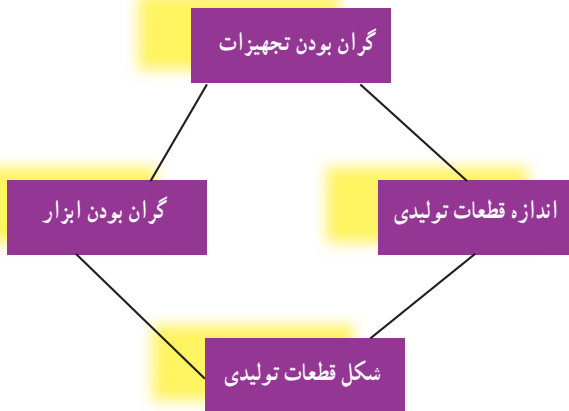 گران بودن تجهیزات
اندازه قطعات تولیدی
گران بودن ابزار
شکل قطعات تولیدی